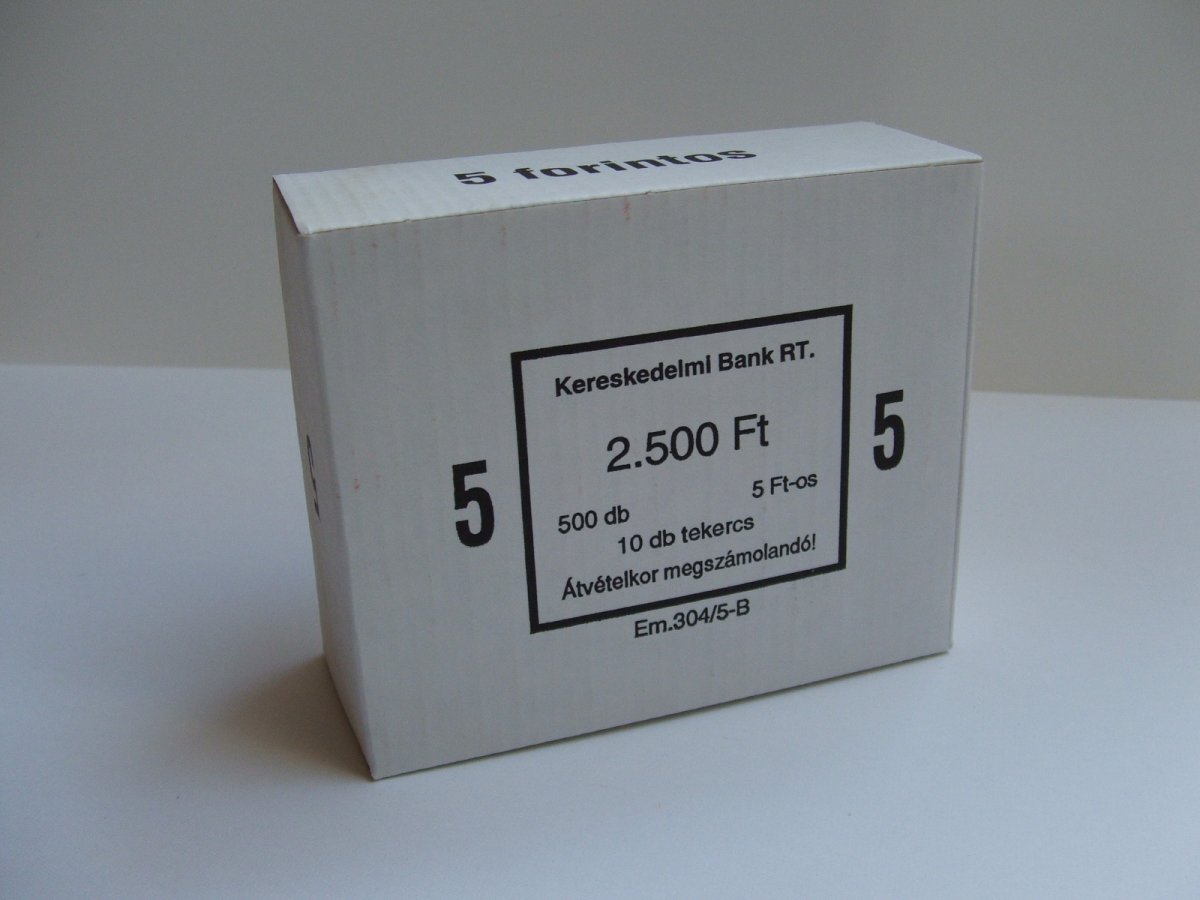 5 forintos
Kereskedelmi Bank RT.
2.500 Ft
5 Ft-os
500 db
10 db tekercs
Átvételkor megszámolandó!
5
5
Em.304/5-B